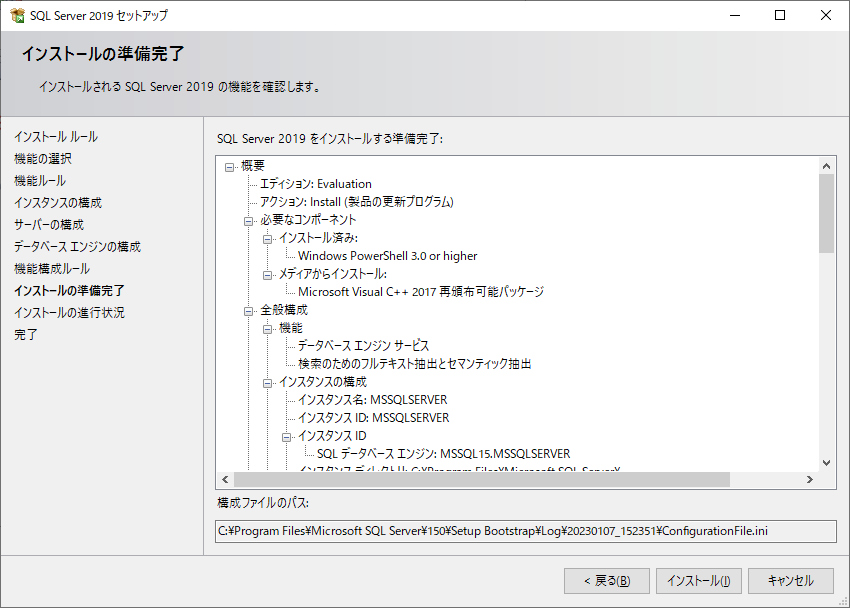 SQL Server 2019 セットアップ
インストールの準備完了
インストールされる SQL Server 2019 の機能を確認します。
インストール ルール
機能の選択
機能ルール
インスタンスの構成
サーバーの構成
データベース エンジンの構成
機能構成ルール
インストールの準備完了
インストールの進行状況
完了
SQL Server 2019 をインストールする準備完了:
概要
エディション: Evaluation
アクション: Install (製品の更新プログラム)
必要なコンポーネント
インストール済み:
Windows PowerShell 3.0 or higher
メディアからインストール:
Microsoft Visual C++ 2017 再頒布可能パッケージ
全般構成
機能
データベース エンジン サービス
検索のためのフルテキスト抽出とセマンティック抽出
インスタンスの構成
インスタンス名: MSSQLSERVER
インスタンス ID: MSSQLSERVER
インスタンス ID
SQL データベース エンジン: MSSQL15.MSSQLSERVER
インスタンス ディレクトリ: C:¥Program Files¥Microsoft SQL Server¥
構成ファイルのパス:
C:¥Program Files¥Microsoft SQL Server¥150¥Setup Bootstrap¥Log¥20230107_152351¥ConfigurationFile.ini
< 戻る(B)
インストール(I)
キャンセル